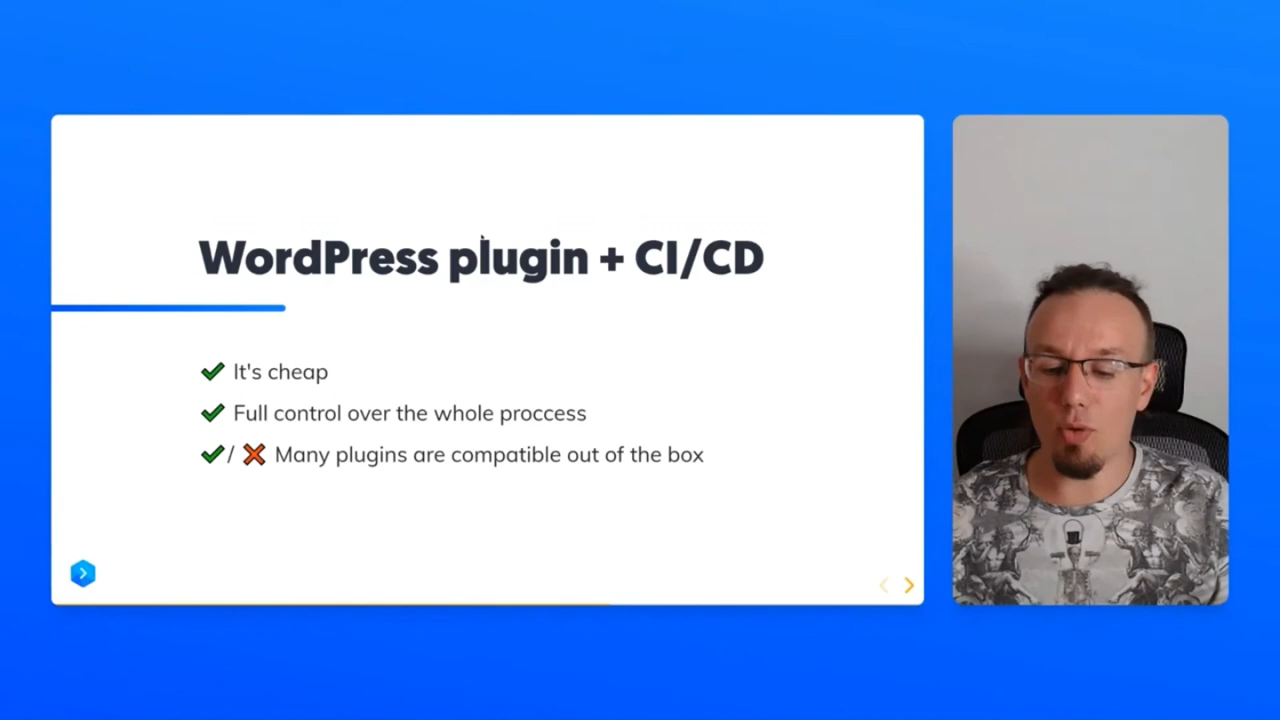 WordPress plugin + CI/CD
✔ It's cheap
✔ Full control over the whole proccess
✔/ ✖ Many plugins are compatible out of the box